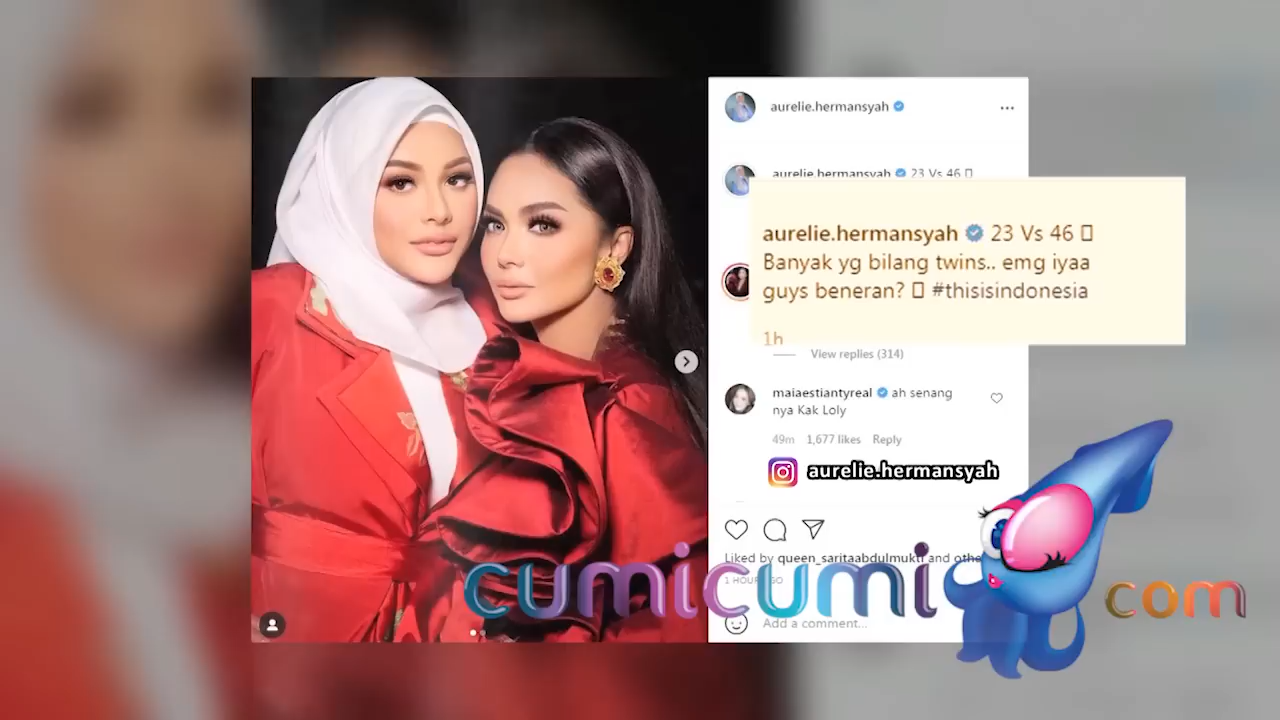 aurelie.hermansyah
aurelie.hermansyah 23 Vs 46
aurelie.hermansyah 23 Vs 46
Banyak yg bilang twins.. emg iyaa
guys beneran? #thisisindonesia
1h
View replies (314)
maiaestiantyreal ah senang
nya Kak Loly
49m 1,677 likes Reply
aurelie.hermansyah
Liked by queen_saritaabdulmukti and
1 HOUR AGO
Add a comment...
cumicumi com